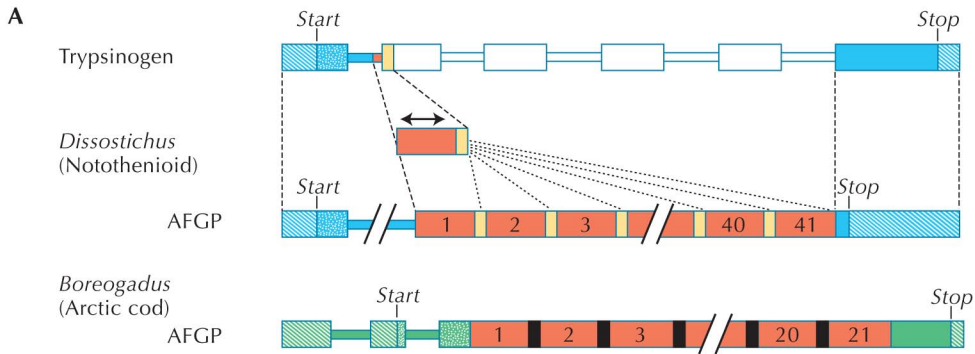 A
Start
Stop
Trypsinogen
Dissostichus
(Notothenioid)
Start
Stop
AFGP
1 2 3 40 41
Boreogadus
(Arctic cod)
Start
Stop
AFGP
1 2 3 20 21